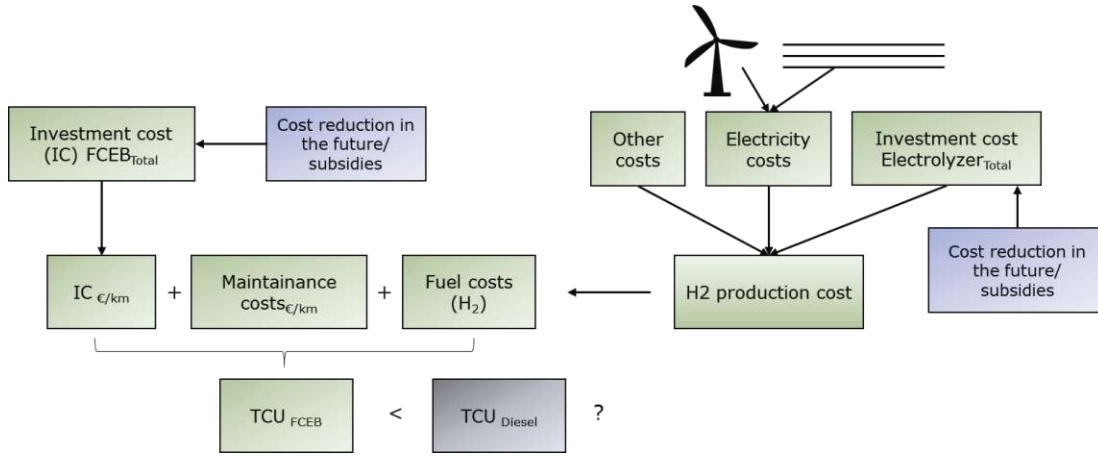 Investment cost
(IC) FCEBTotal
Cost reduction in
the future/
subsidies
Other
costs
Electricity
costs
Investment cost
ElectrolyzerTotal
Cost reduction in
the future/
subsidies
IC €/km
+
Maintainance
costs€/km
+
Fuel costs
(H2)
H2 production cost
TCU FCEB
<
TCU Diesel
?